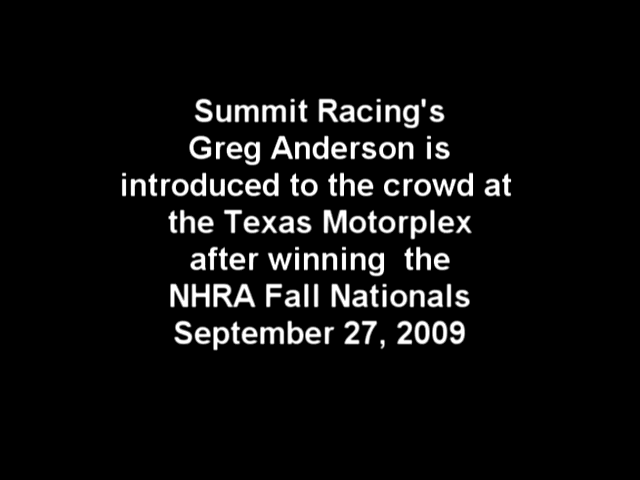 Summit Racing's
Greg Anderson is
introduced to the crowd at
the Texas Motorplex
after winning  the
NHRA Fall Nationals
September 27, 2009